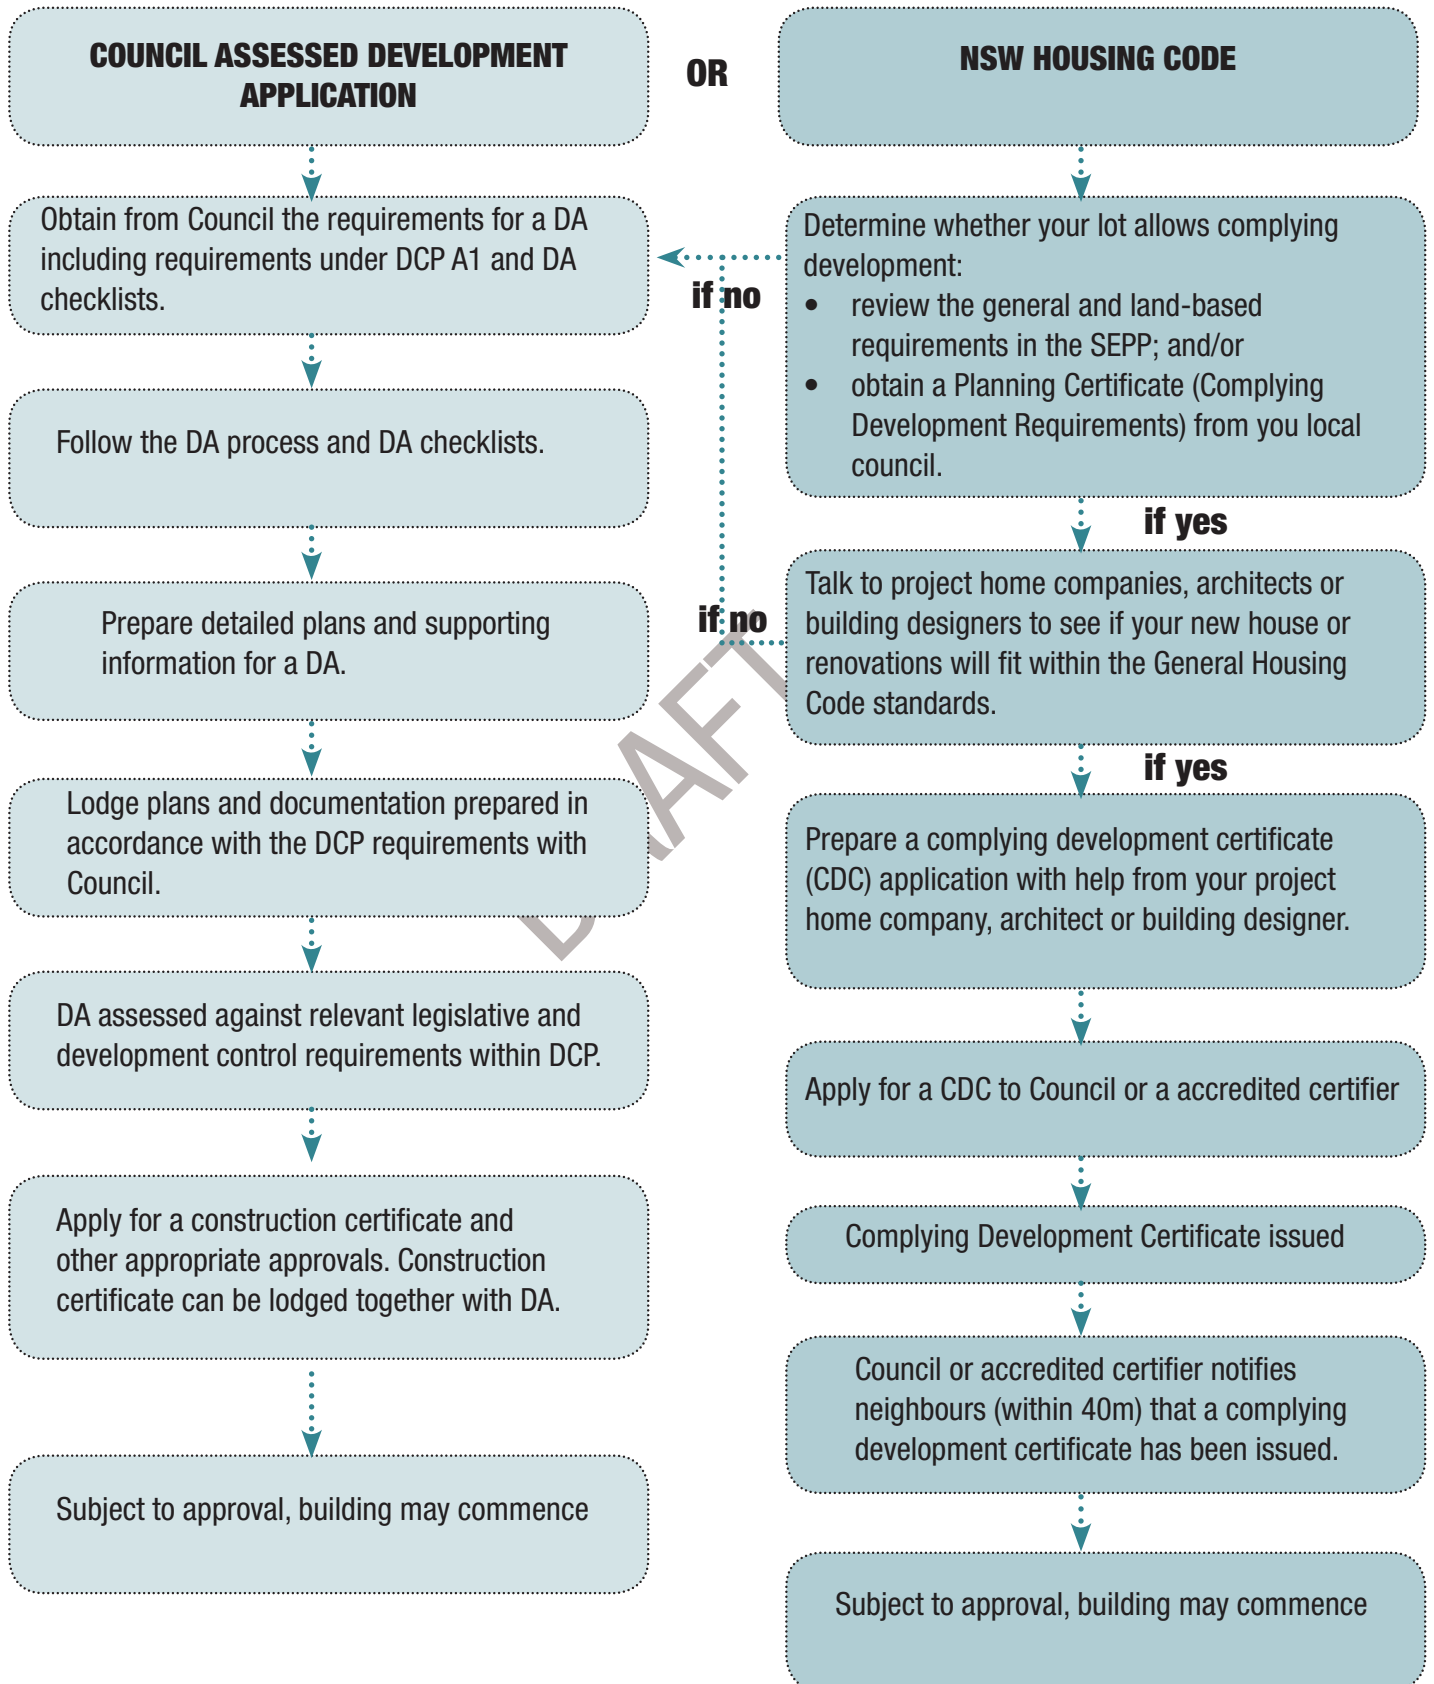 COUNCIL ASSESSED DEVELOPMENT
APPLICATION
OR
NSW HOUSING CODE
Obtain from Council the requirements for a DA
including requirements under DCP A1 and DA
checklists.
Follow the DA process and DA checklists.
Prepare detailed plans and supporting
information for a DA.
Lodge plans and documentation prepared in
accordance with the DCP requirements with
Council.
DA assessed against relevant legislative and
development control requirements within DCP.
Apply for a construction certificate and
other appropriate approvals. Construction
certificate can be lodged together with DA.
Subject to approval, building may commence
Determine whether your lot allows complying
development:
• review the general and land-based
requirements in the SEPP; and/or
• obtain a Planning Certificate (Complying
Development Requirements) from you local
council.
if no
if yes
Talk to project home companies, architects or
building designers to see if your new house or
renovations will fit within the General Housing
Code standards.
if no
if yes
Prepare a complying development certificate
(CDC) application with help from your project
home company, architect or building designer.
Apply for a CDC to Council or a accredited certifier
Complying Development Certificate issued
Council or accredited certifier notifies
neighbours (within 40m) that a complying
development certificate has been issued.
Subject to approval, building may commence
DRAFT